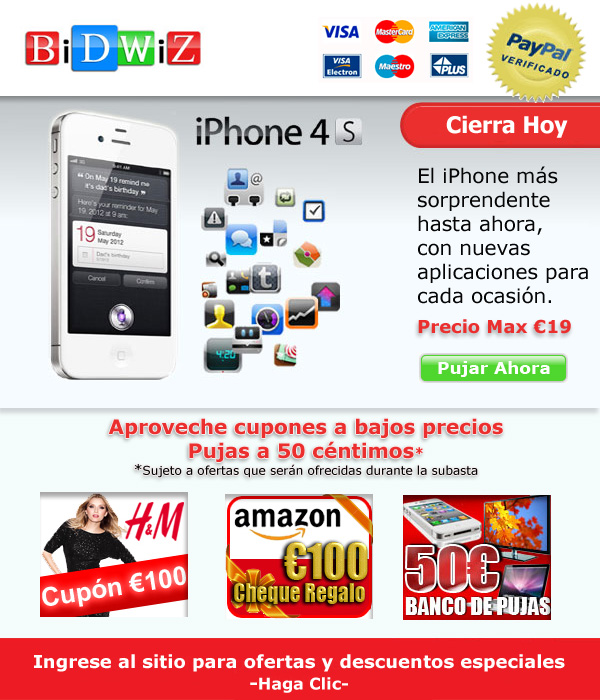 BiDWiZ
VISA MasterCard AMERICAN EXPRESS
VISA Electron Maestro PLUS
PayPal
VERIFICADO
iPhone 4 S
Cierra Hoy
“ On May 19 remind me
it's dad's birthday ”
Here's your reminder for May
19, 2012 at 9 am:
19 Saturday
May 2012
Dad's birthday
Cancel Confirm
@
t
4:20
El iPhone más
sorprendente
hasta ahora,
con nuevas
aplicaciones para
cada ocasión.
Precio Max €19
Pujar Ahora
Aproveche cupones a bajos precios
Pujas a 50 céntimos*
*Sujeto a ofertas que serán ofrecidas durante la subasta
H&M
Cupón €100
amazon
€100
Cheque Regalo
50€
BANCO DE PUJAS
Ingrese al sitio para ofertas y descuentos especiales
-Haga Clic-